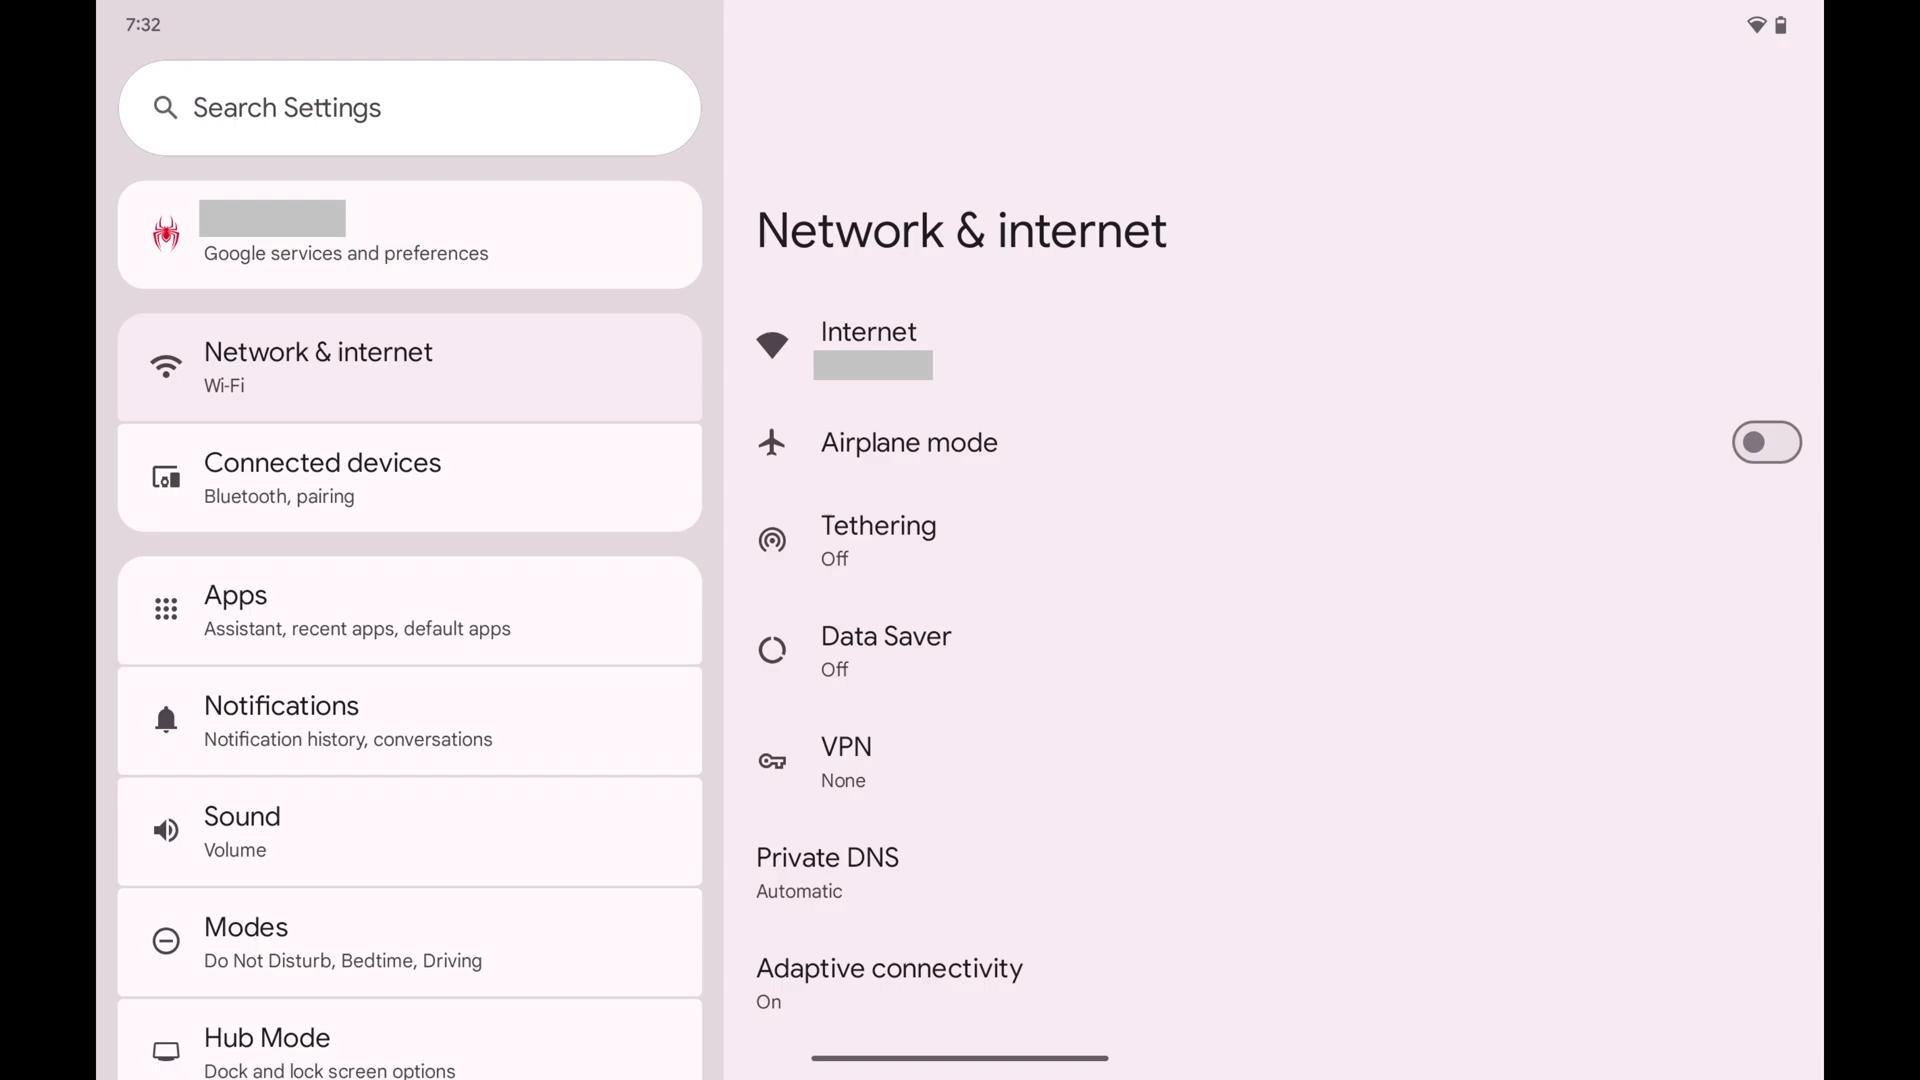 7:32
Search Settings
Google services and preferences
Network & internet
Wi-Fi
Connected devices
Bluetooth, pairing
Apps
Assistant, recent apps, default apps
Notifications
Notification history, conversations
Sound
Volume
Modes
Do Not Disturb, Bedtime, Driving
Hub Mode
Dock and lock screen options
Network & internet
Internet
Airplane mode
Tethering
Off
Data Saver
Off
VPN
None
Private DNS
Automatic
Adaptive connectivity
On